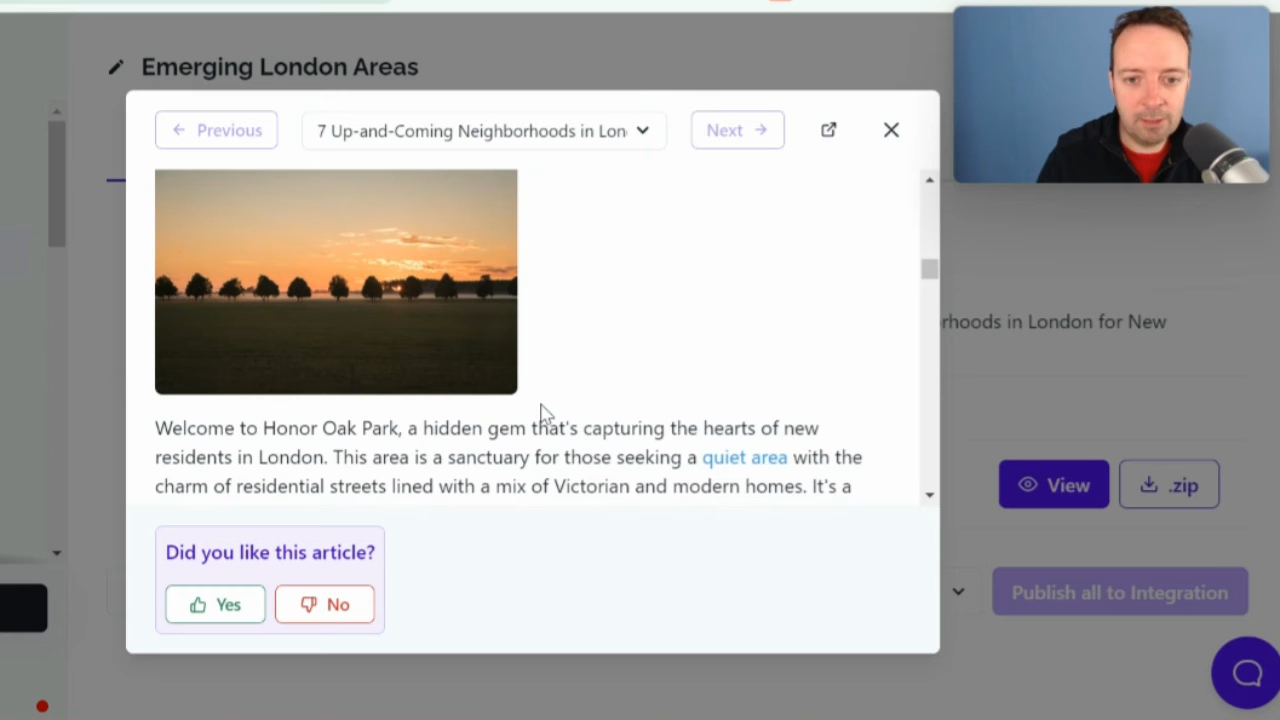 Emerging London Areas
Previous
7 Up-and-Coming Neighborhoods in Lon
Next
rhoods in London for New
Welcome to Honor Oak Park, a hidden gem that's capturing the hearts of new
residents in London. This area is a sanctuary for those seeking a quiet area with the
charm of residential streets lined with a mix of Victorian and modern homes. It's a
View
.zip
Did you like this article?
Yes
No
Publish all to Integration